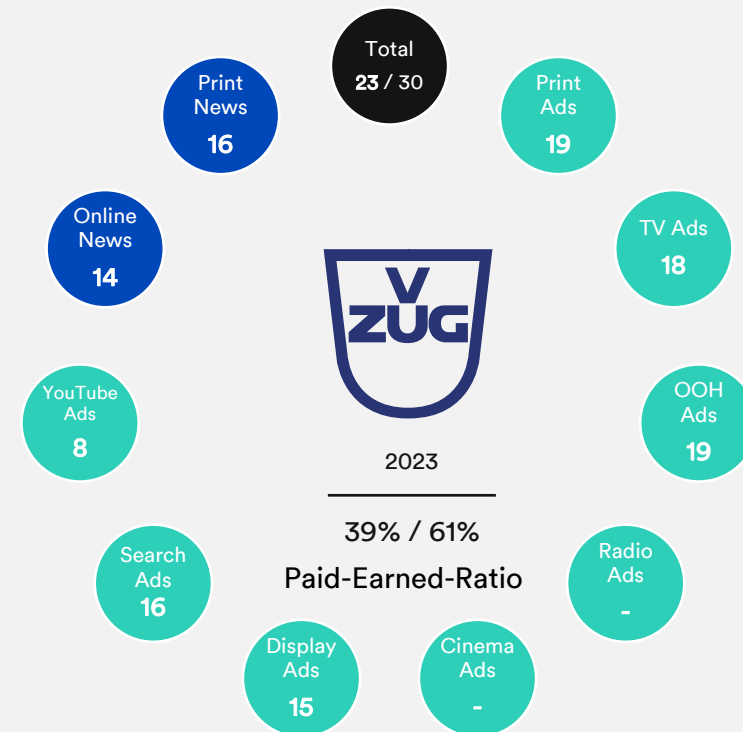 Total
23 / 30
Print
News
16
Print
Ads
19
Online
News
14
TV Ads
18
V
ZUG
YouTube
Ads
8
OOH
Ads
19
2023
39% / 61%
Paid-Earned-Ratio
Search
Ads
16
Radio
Ads
-
Display
Ads
15
Cinema
Ads
-